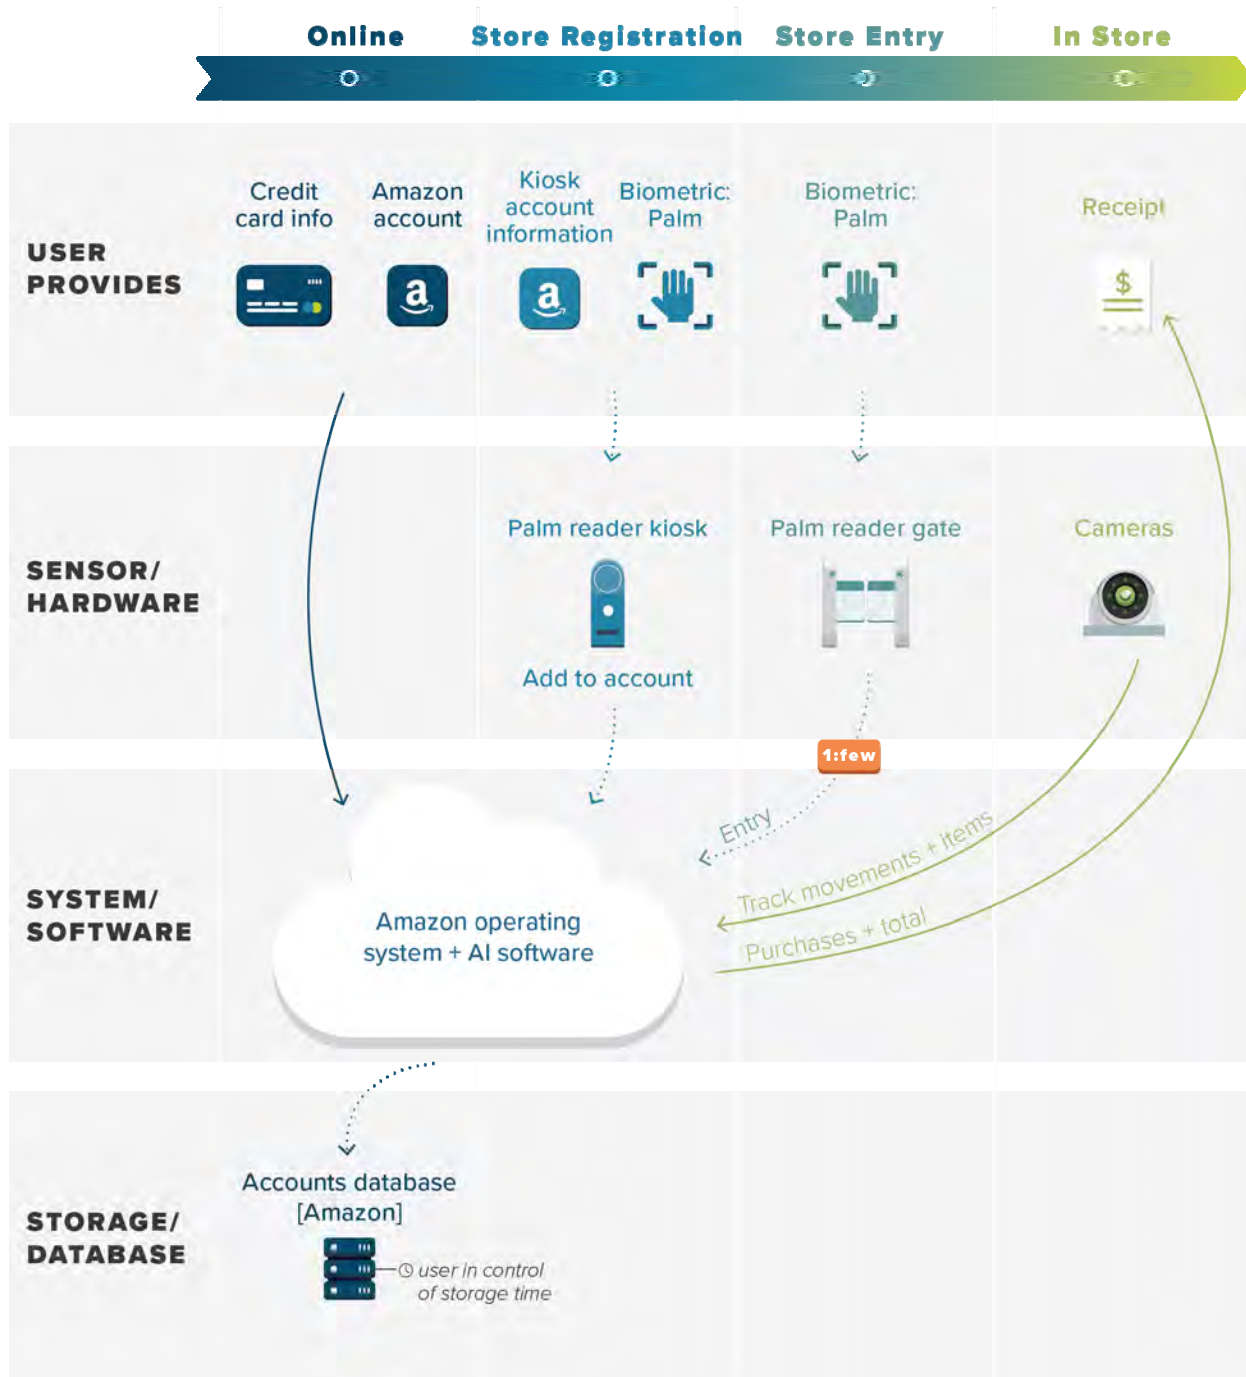 Online
Store Registration
Store Entry
In Store
USER
PROVIDES
Credit
card info
Amazon
account
Kiosk
account
information
Biometric:
Palm
Biometric:
Palm
Receipt
a
a
$
SENSOR/
HARDWARE
Palm reader kiosk
Add to account
Palm reader gate
Cameras
1:few
SYSTEM/
SOFTWARE
Amazon operating
system + AI software
Entry
Track movements + items
Purchases + total
STORAGE/
DATABASE
Accounts database
[Amazon]
user in control
of storage time